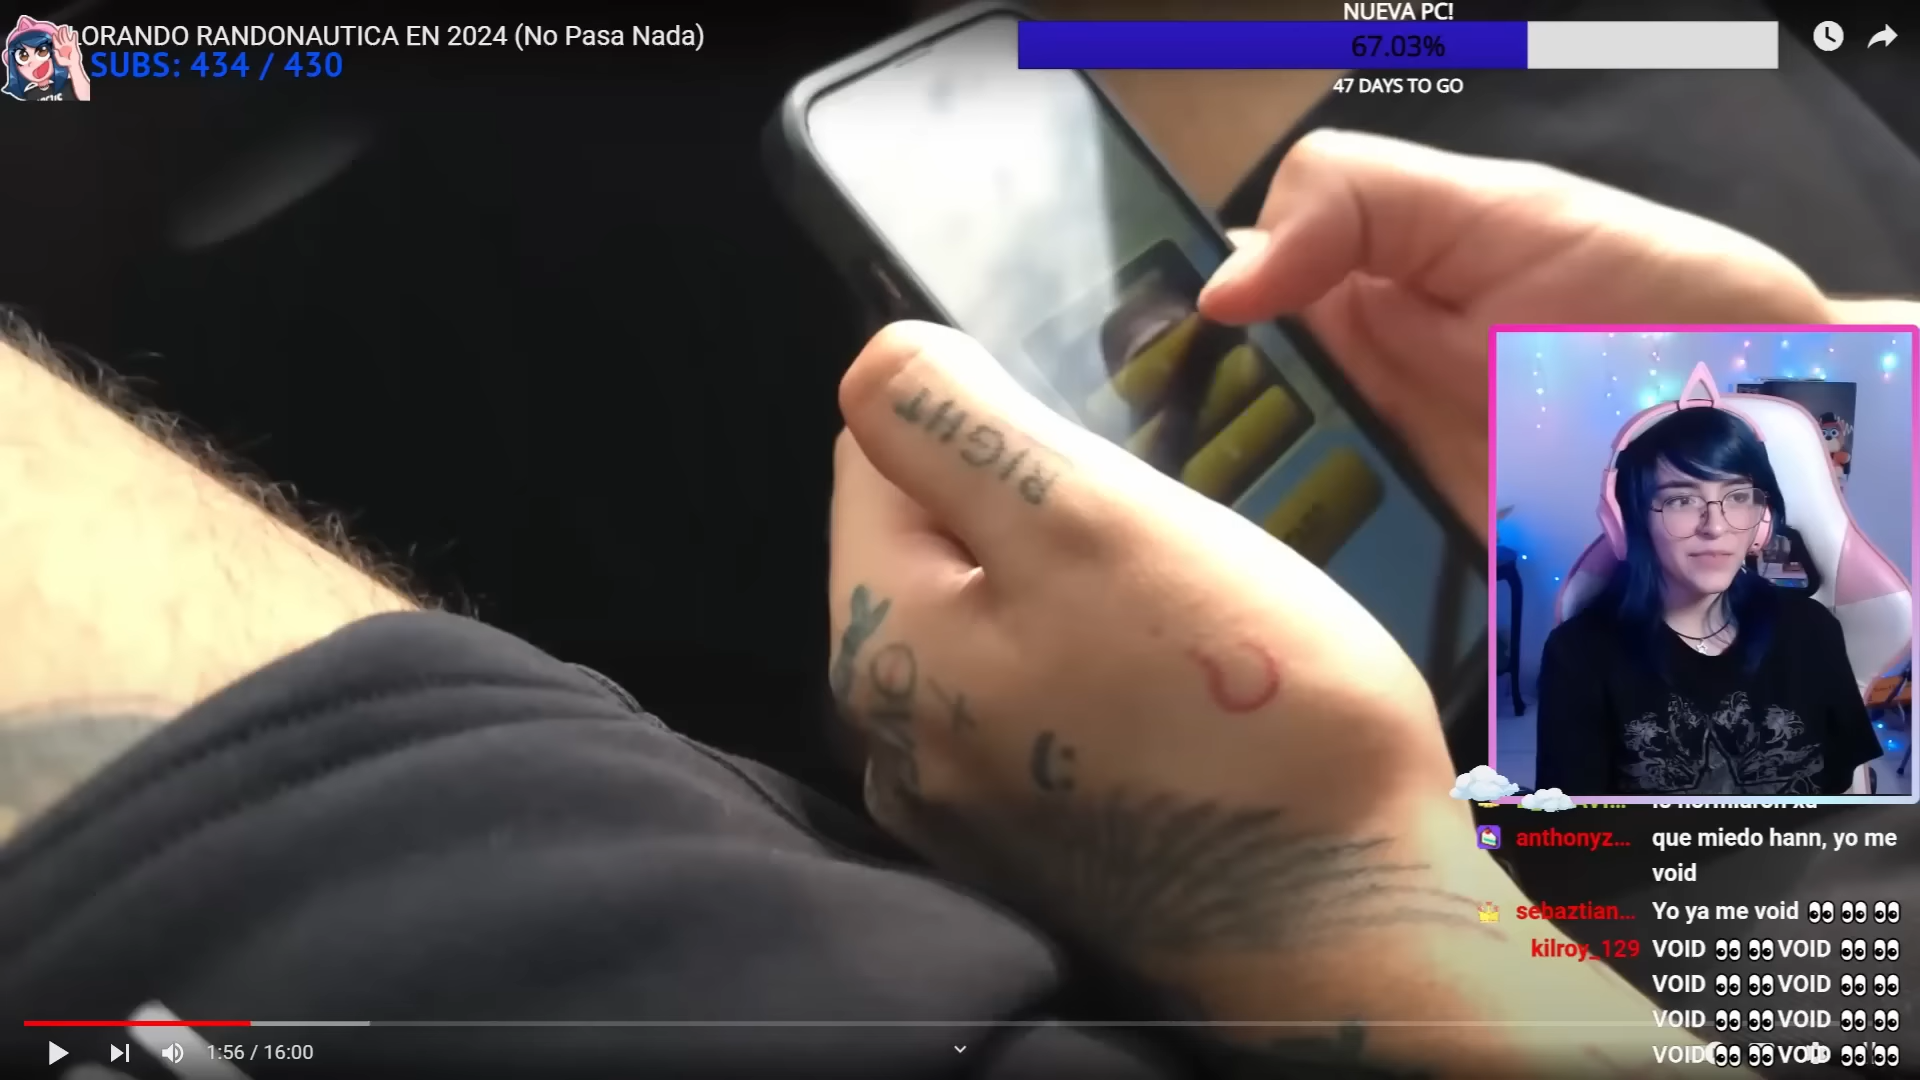 ORANDO RANDONAUTICA EN 2024 (No Pasa Nada)
SUBS: 434 / 430
NUEVA PC!
67.03%
47 DAYS TO GO
RIGHT
anthonyz... que miedo hann, yo me
void
sebaztian... Yo ya me void 👀 👀 👀
kilroy_129 VOID 👀 👀 VOID 👀 👀
VOID 👀 👀 VOID 👀 👀
VOID 👀 👀 VOID 👀 👀
VOID 👀 👀 VOID 👀 👀
1:56 / 16:00